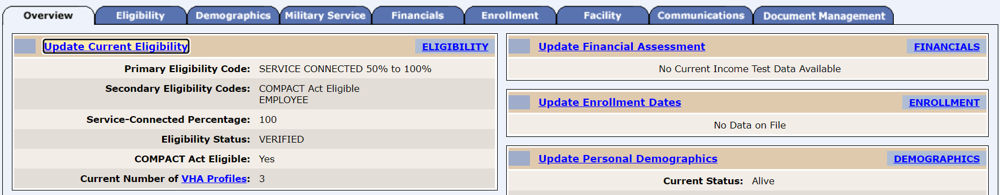 Overview Eligibility Demographics Military Service Financials Enrollment Facility Communications Document Management
Update Current Eligibility ELIGIBILITY
Primary Eligibility Code: SERVICE CONNECTED 50% to 100%
Secondary Eligibility Codes: COMPACT Act Eligible
EMPLOYEE
Service-Connected Percentage: 100
Eligibility Status: VERIFIED
COMPACT Act Eligible: Yes
Current Number of VHA Profiles: 3
Update Financial Assessment FINANCIALS
No Current Income Test Data Available
Update Enrollment Dates ENROLLMENT
No Data on File
Update Personal Demographics DEMOGRAPHICS
Current Status: Alive